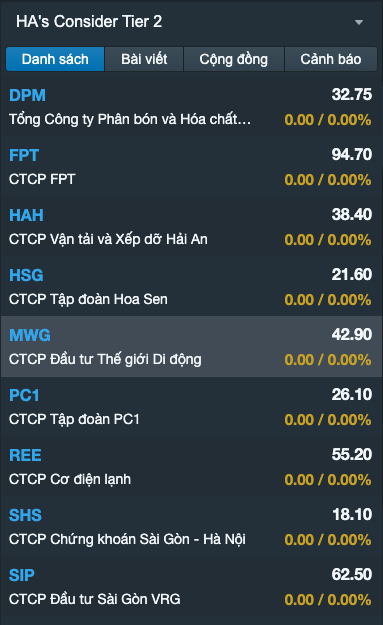 HA's Consider Tier 2
Danh sách Bài viết Cộng đồng Cảnh báo
DPM 32.75
Tổng Công ty Phân bón và Hóa chất... 0.00 / 0.00%
FPT 94.70
CTCP FPT 0.00 / 0.00%
HAH 38.40
CTCP Vận tải và Xếp dỡ Hải An 0.00 / 0.00%
HSG 21.60
CTCP Tập đoàn Hoa Sen 0.00 / 0.00%
MWG 42.90
CTCP Đầu tư Thế giới Di động 0.00 / 0.00%
PC1 26.10
CTCP Tập đoàn PC1 0.00 / 0.00%
REE 55.20
CTCP Cơ điện lạnh 0.00 / 0.00%
SHS 18.10
CTCP Chứng khoán Sài Gòn - Hà Nội 0.00 / 0.00%
SIP 62.50
CTCP Đầu tư Sài Gòn VRG 0.00 / 0.00%